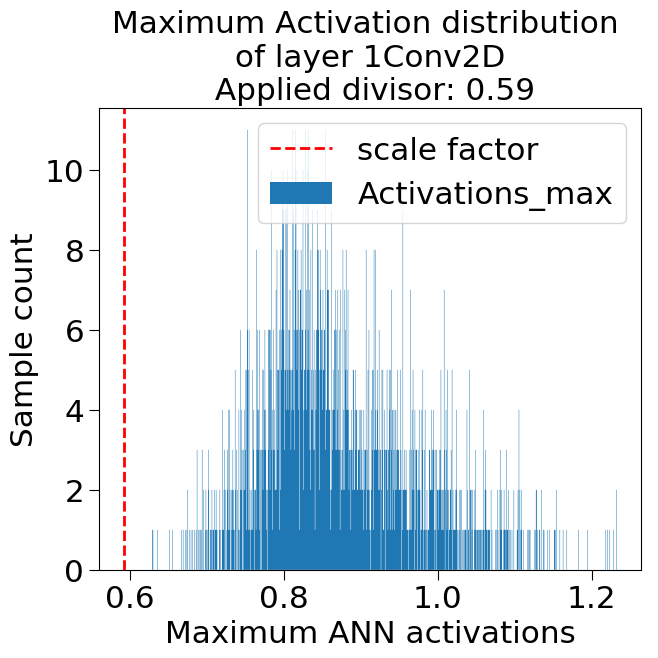 Maximum Activation distribution
of layer 1Conv2D
Applied divisor: 0.59
scale factor
Activations_max
10
8
6
4
2
0
Sample count
0.6 0.8 1.0 1.2
Maximum ANN activations